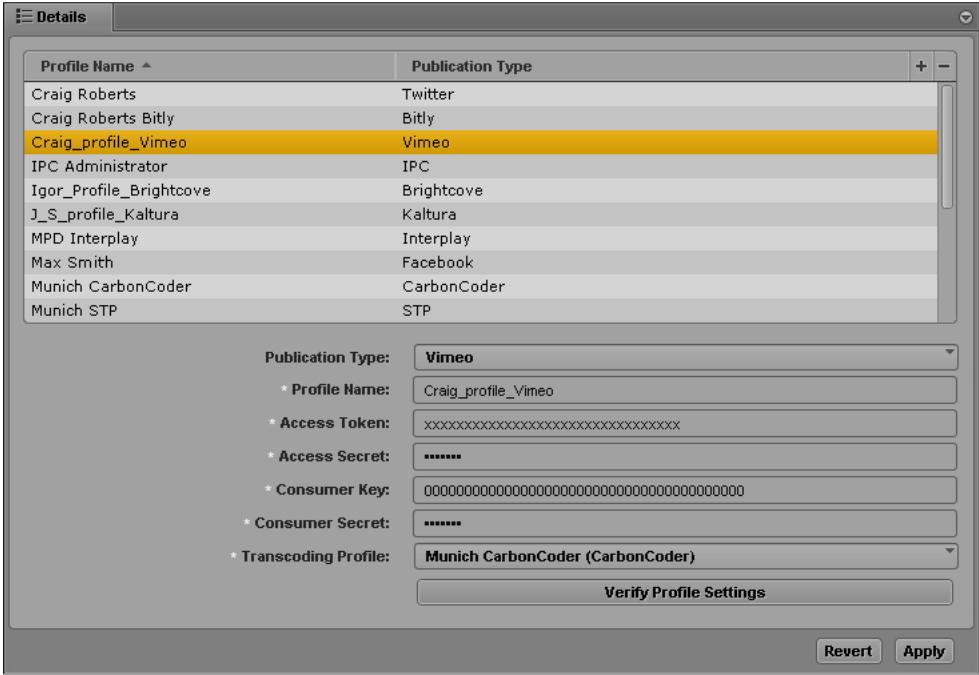 Details
Profile Name Publication Type + −
Craig Roberts Twitter
Craig Roberts Bitly Bitly
Craig_profile_Vimeo Vimeo
IPC Administrator IPC
Igor_Profile_Brightcove Brightcove
J_S_profile_Kaltura Kaltura
MPD Interplay Interplay
Max Smith Facebook
Munich CarbonCoder CarbonCoder
Munich STP STP
Publication Type: Vimeo
* Profile Name: Craig_profile_Vimeo
* Access Token: xxxxxxxxxxxxxxxxxxxxxxxxxxxxxxxx
* Access Secret: •••••••
* Consumer Key: 0000000000000000000000000000000000000000
* Consumer Secret: •••••••
* Transcoding Profile: Munich CarbonCoder (CarbonCoder)
Verify Profile Settings
Revert Apply